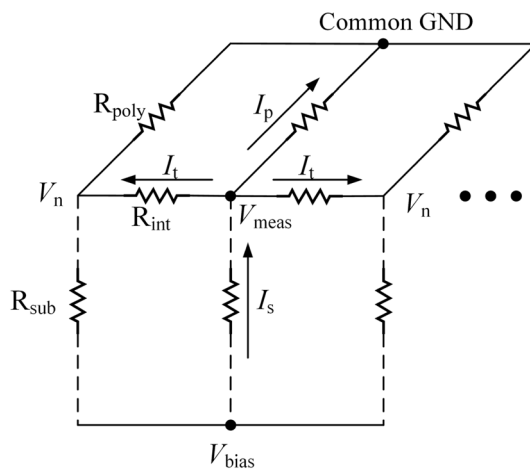 Common GND
R_poly
I_p
I_t
I_t
V_n
R_int
V_meas
V_n
R_sub
I_s
V_bias